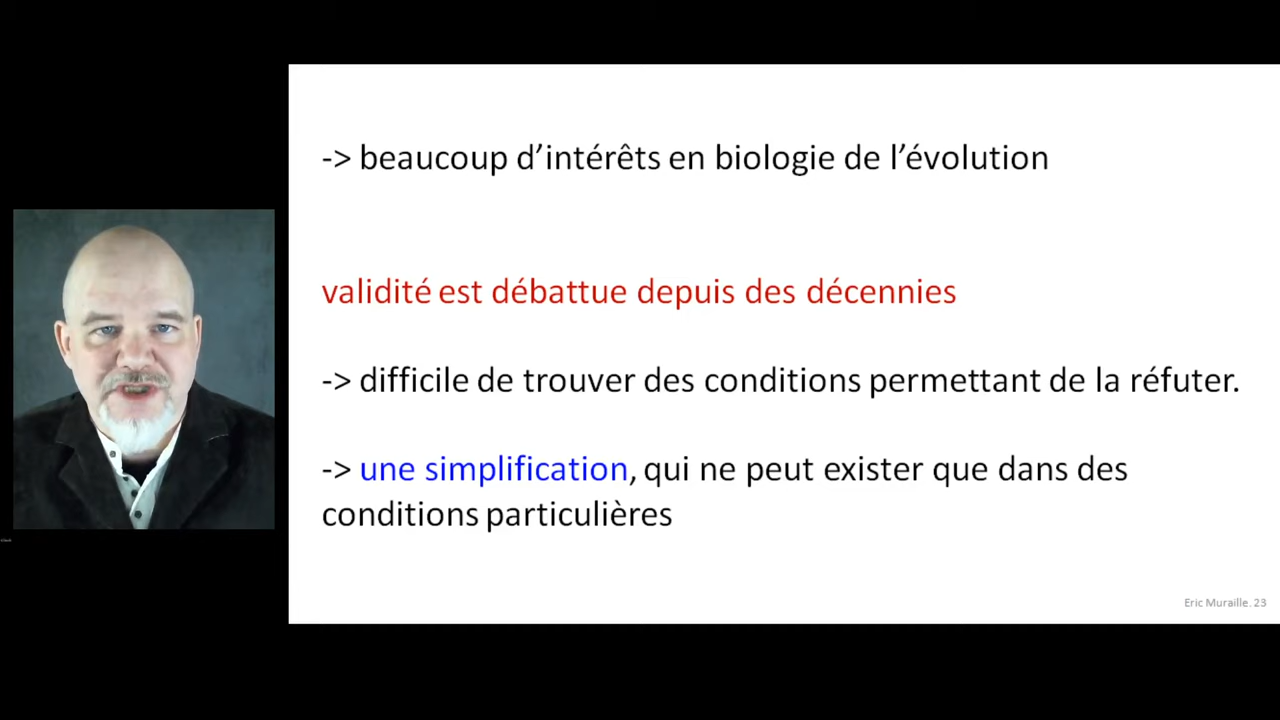 -> beaucoup d’intérêts en biologie de l’évolution
validité est débattue depuis des décennies
-> difficile de trouver des conditions permettant de la réfuter.
-> une simplification, qui ne peut exister que dans des
conditions particulières
Eric Muraille. 23